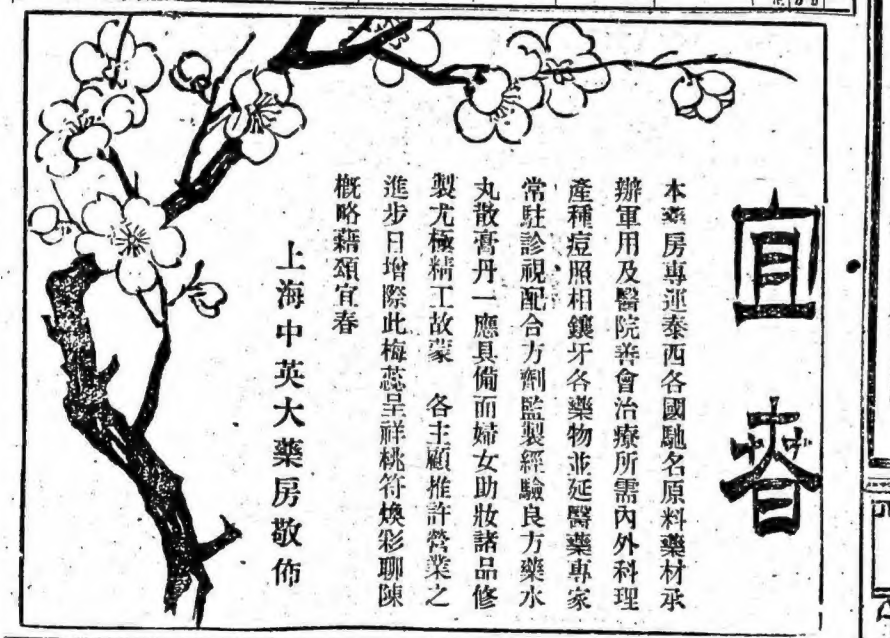 宜春
本藥房專運泰西各國馳名原料藥材承
辦軍用及醫院善會治療所需內外科理
產種痘照相鑲牙各藥物並延醫藥專家
常駐診視配合方劑監製經驗良方藥水
丸散膏丹一應具備而婦女助妝諸品修
製尤極精工故蒙　各主顧推許營業之
進步日增際此梅蕊呈祥桃符煥彩聊陳
概略藉頌宜春
上海中英大藥房敬佈